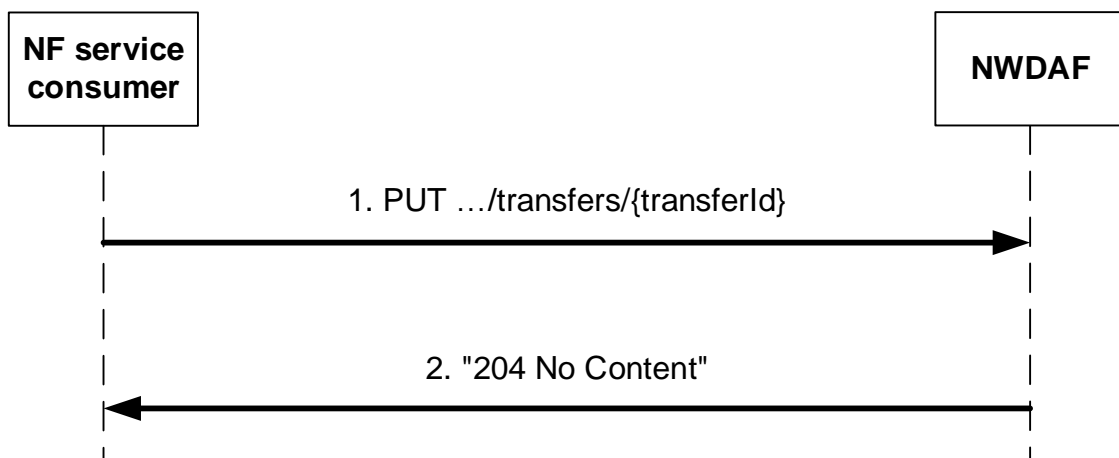 NF service
consumer
NWDAF
1. PUT …/transfers/{transferId}
2. "204 No Content"